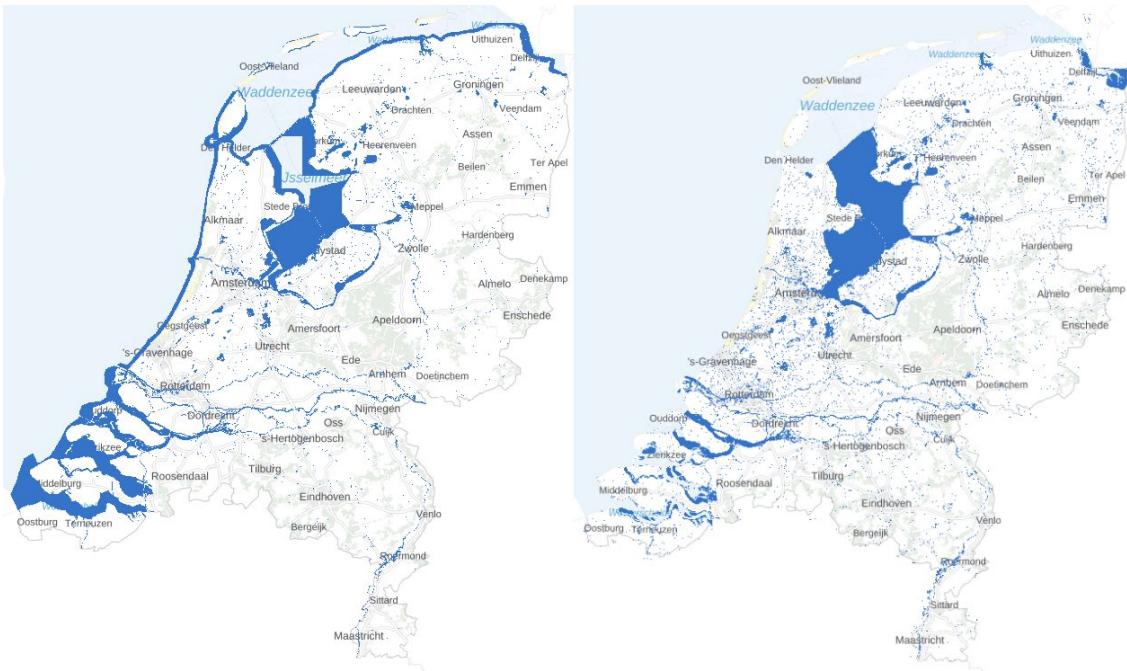 Waddenzee
Waddenzee
Uithuizen
Delfzijl
Oost-Vlieland
Waddenzee
Leeuwarden
Groningen
Drachten
Veendam
Assen
Den Helder
Heerenveen
Ter Apel
Beilen
IJsselmeer
Emmen
Stede Br
Meppel
Alkmaar
Hardenberg
Zwolle
Amsterdam
Almelo
Denekamp
Enschede
Apeldoorn
Oegstgeest
Amersfoort
Utrecht
's-Gravenhage
Ede
Arnhem
Doetinchem
Rotterdam
Dordrecht
Nijmegen
Oss
's-Hertogenbosch
Cuijk
Roosendaal
Tilburg
Middelburg
Eindhoven
Oostburg
Terneuzen
Venlo
Bergeijk
Roermond
Sittard
Maastricht
Waddenzee
Waddenzee
Uithuizen
Delfzijl
Oost-Vlieland
Waddenzee
Leeuwarden
Groningen
Drachten
Veendam
Assen
Den Helder
Heerenveen
Ter Apel
Beilen
Emmen
Stede B
Meppel
Alkmaar
Hardenberg
Zwolle
Amsterdam
Almelo
Denekamp
Enschede
Apeldoorn
Oegstgeest
Amersfoort
Utrecht
's-Gravenhage
Ede
Arnhem
Doetinchem
Rotterdam
Ouddorp
Dordrecht
Nijmegen
Oss
's-Hertogenbosch
Cuijk
Zierikzee
Roosendaal
Tilburg
Middelburg
Eindhoven
Oostburg
Terneuzen
Venlo
Bergeijk
Roermond
Sittard
Maastricht